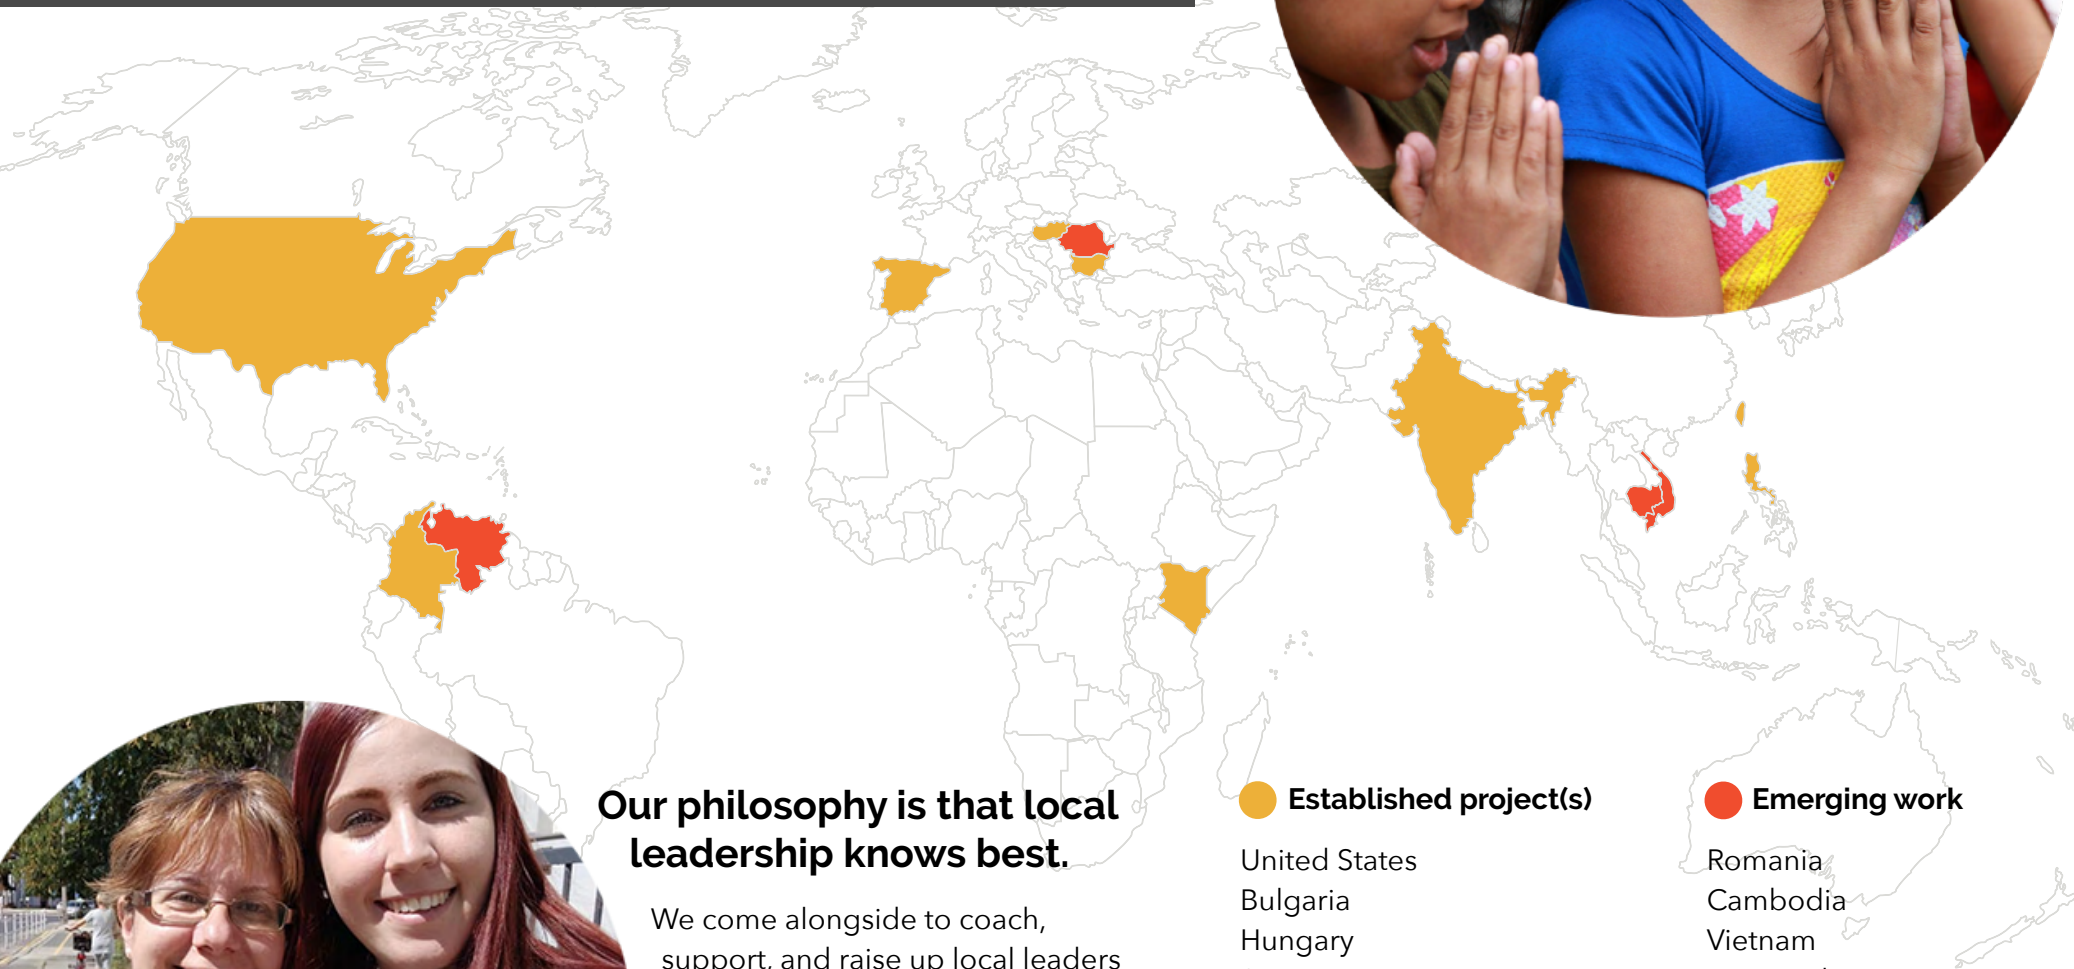 Our philosophy is that local
leadership knows best.
We come alongside to coach,
support, and raise up local leaders
Established project(s)
United States
Bulgaria
Hungary
Emerging work
Romania
Cambodia
Vietnam